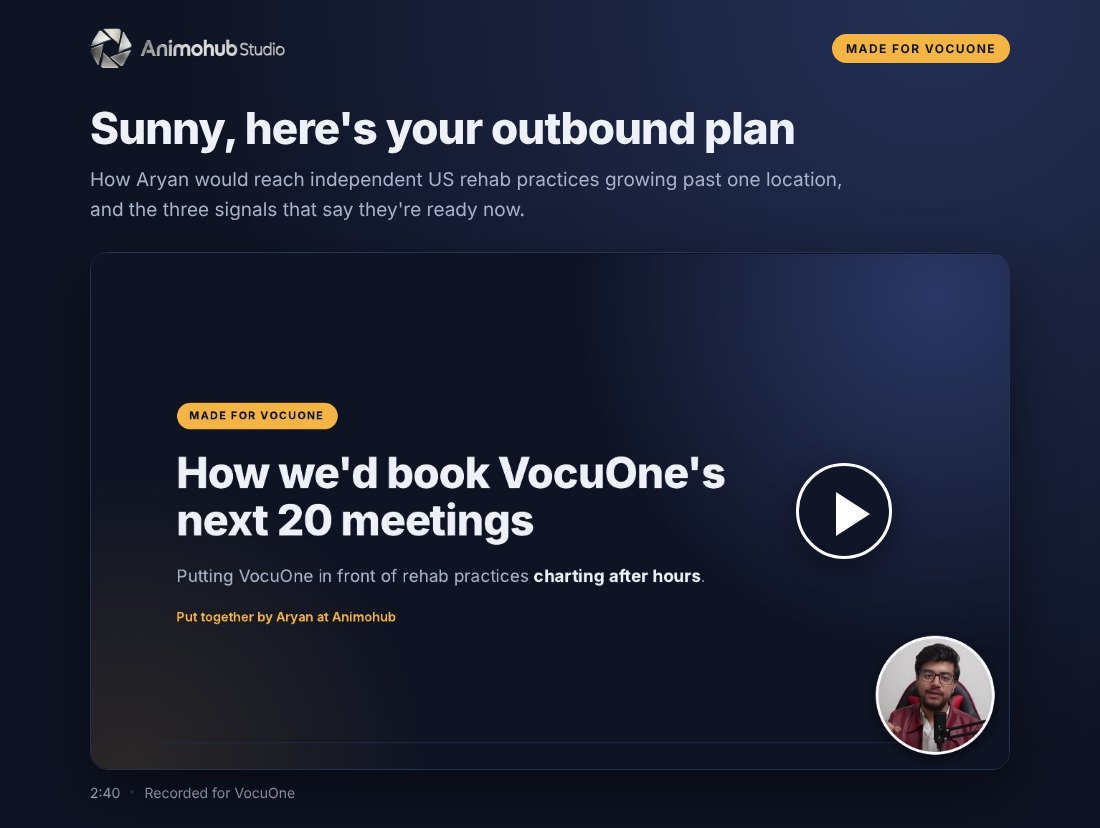 Animohub Studio
MADE FOR VOCUONE
Sunny, here's your outbound plan
How Aryan would reach independent US rehab practices growing past one location,
and the three signals that say they're ready now.
MADE FOR VOCUONE
How we'd book VocuOne's
next 20 meetings
Putting VocuOne in front of rehab practices charting after hours.
Put together by Aryan at Animohub
2:40 · Recorded for VocuOne